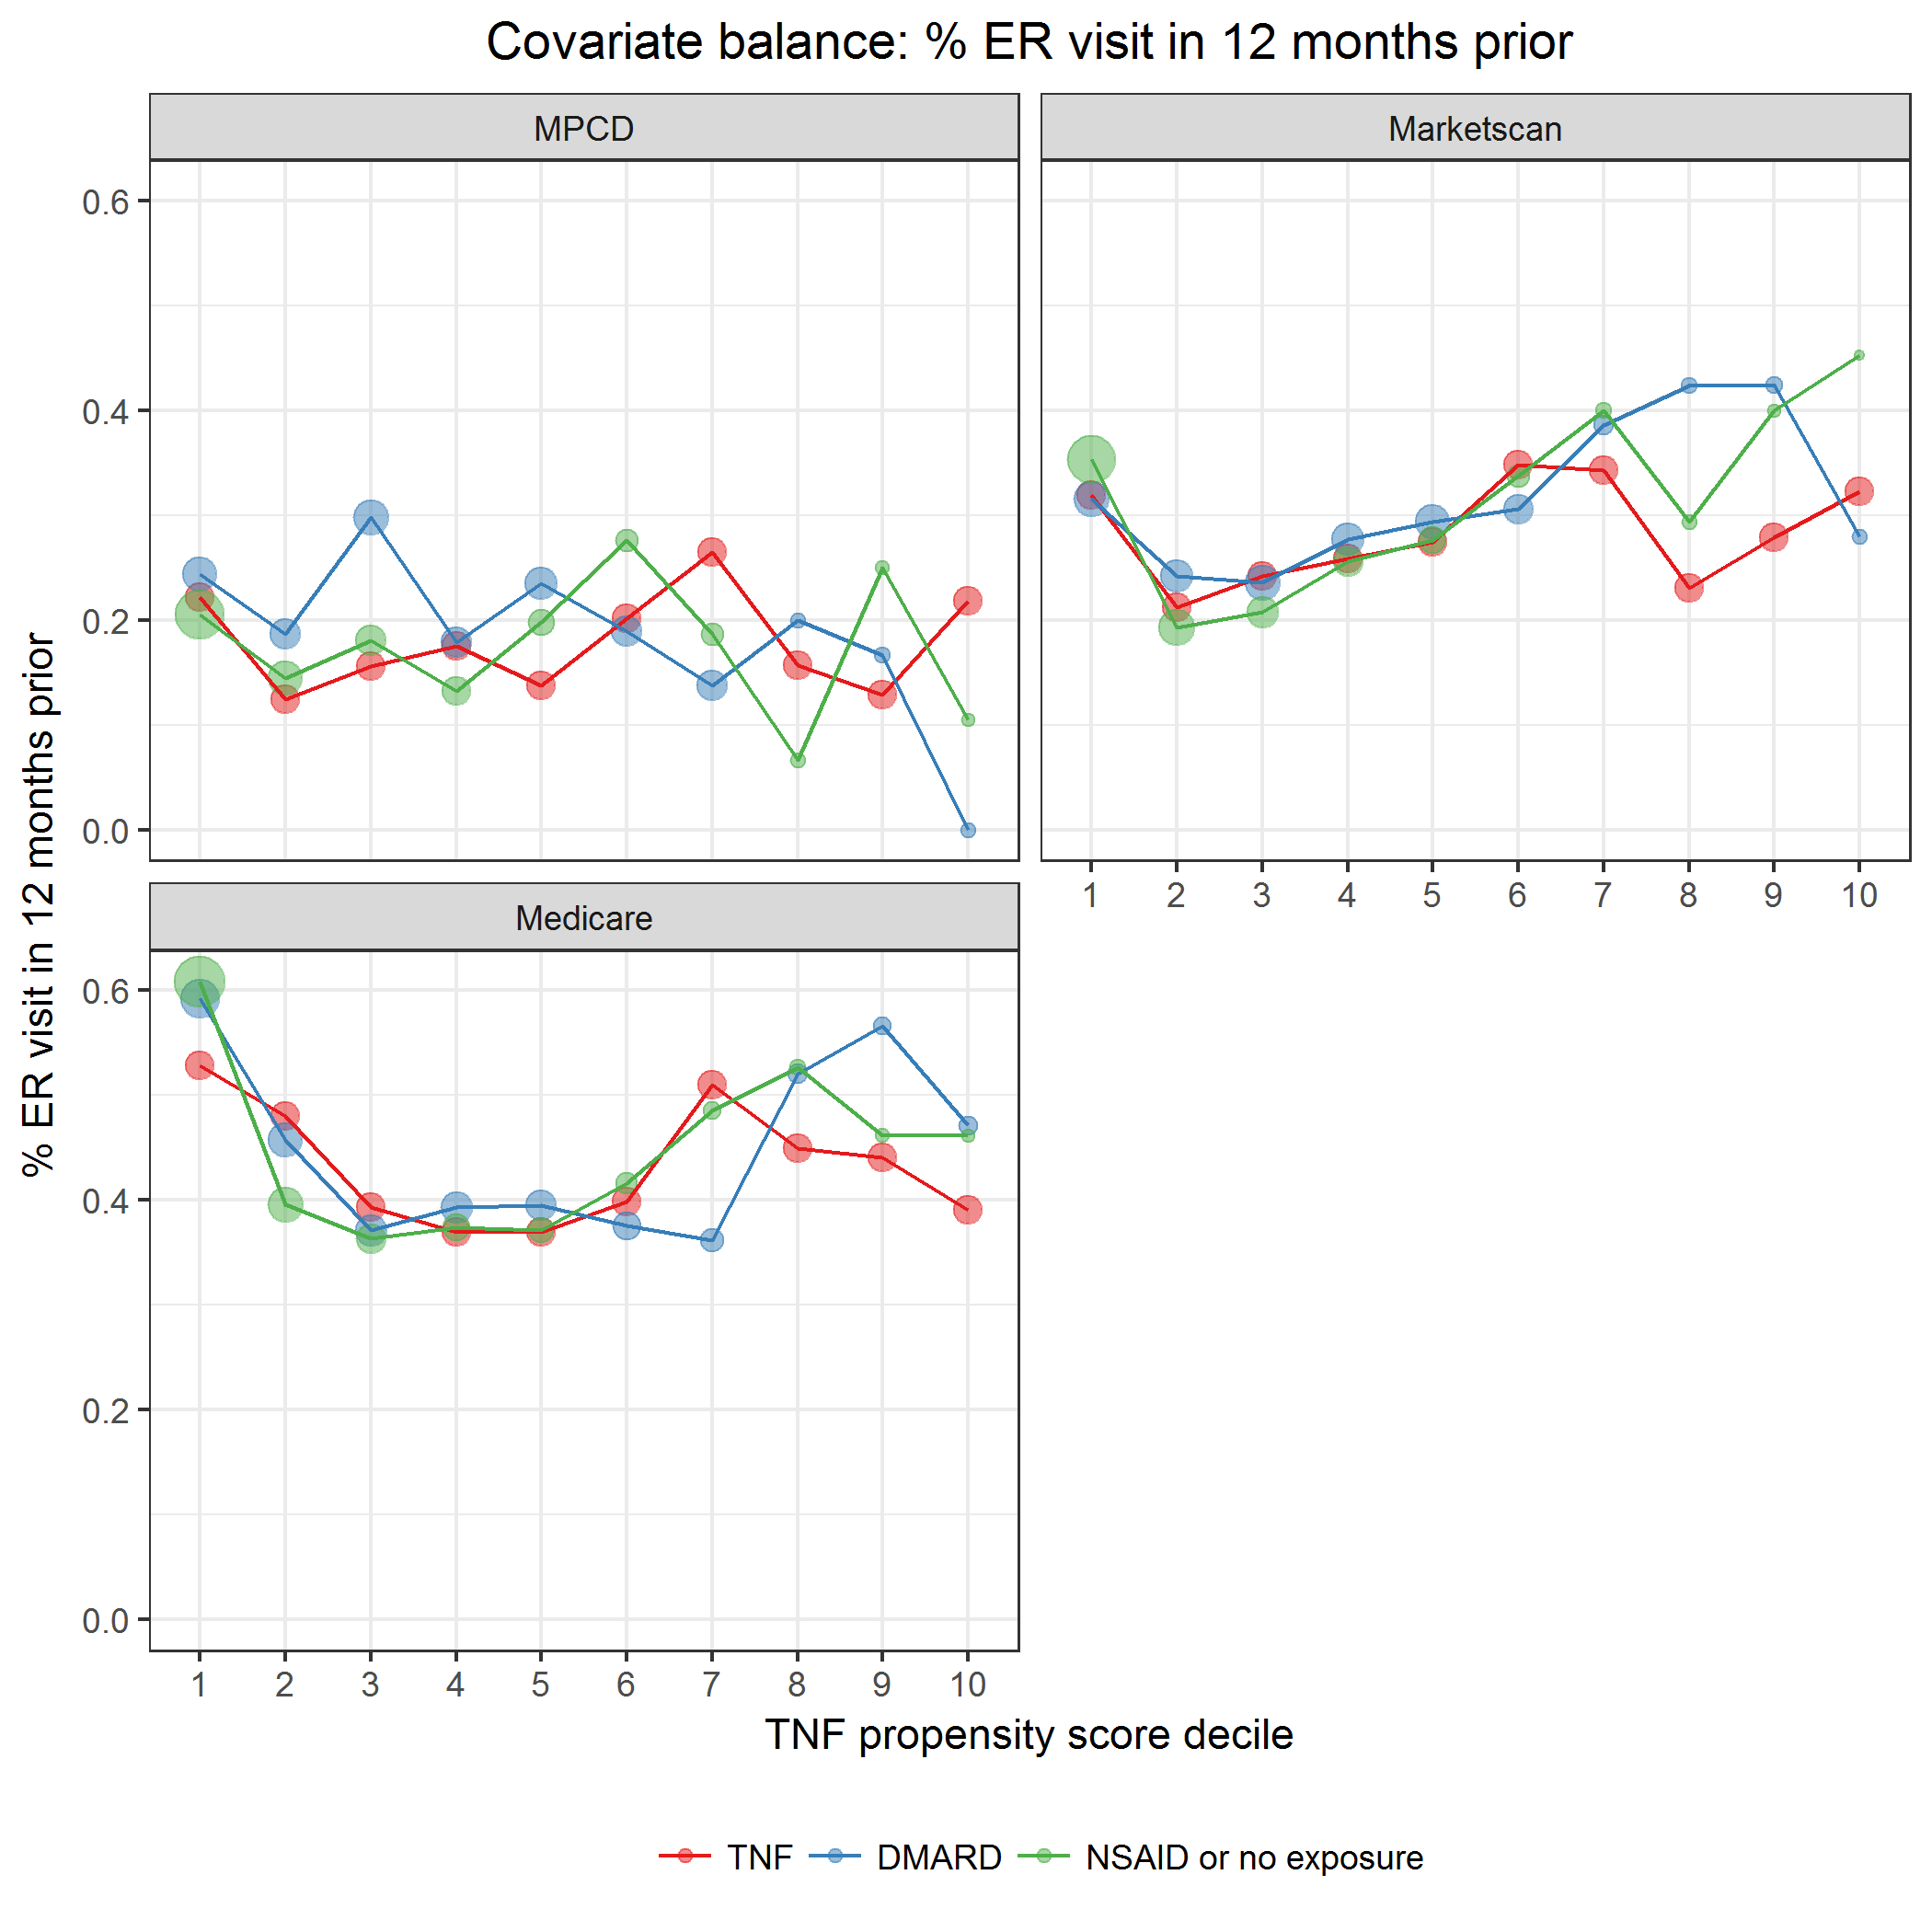 Covariate balance: % ER visit in 12 months prior
MPCD
Marketscan
0.6
0.4
0.2
0.0
1 2 3 4 5 6 7 8 9 10
Medicare
0.6
0.4
0.2
0.0
1 2 3 4 5 6 7 8 9 10
% ER visit in 12 months prior
TNF propensity score decile
TNF DMARD NSAID or no exposure